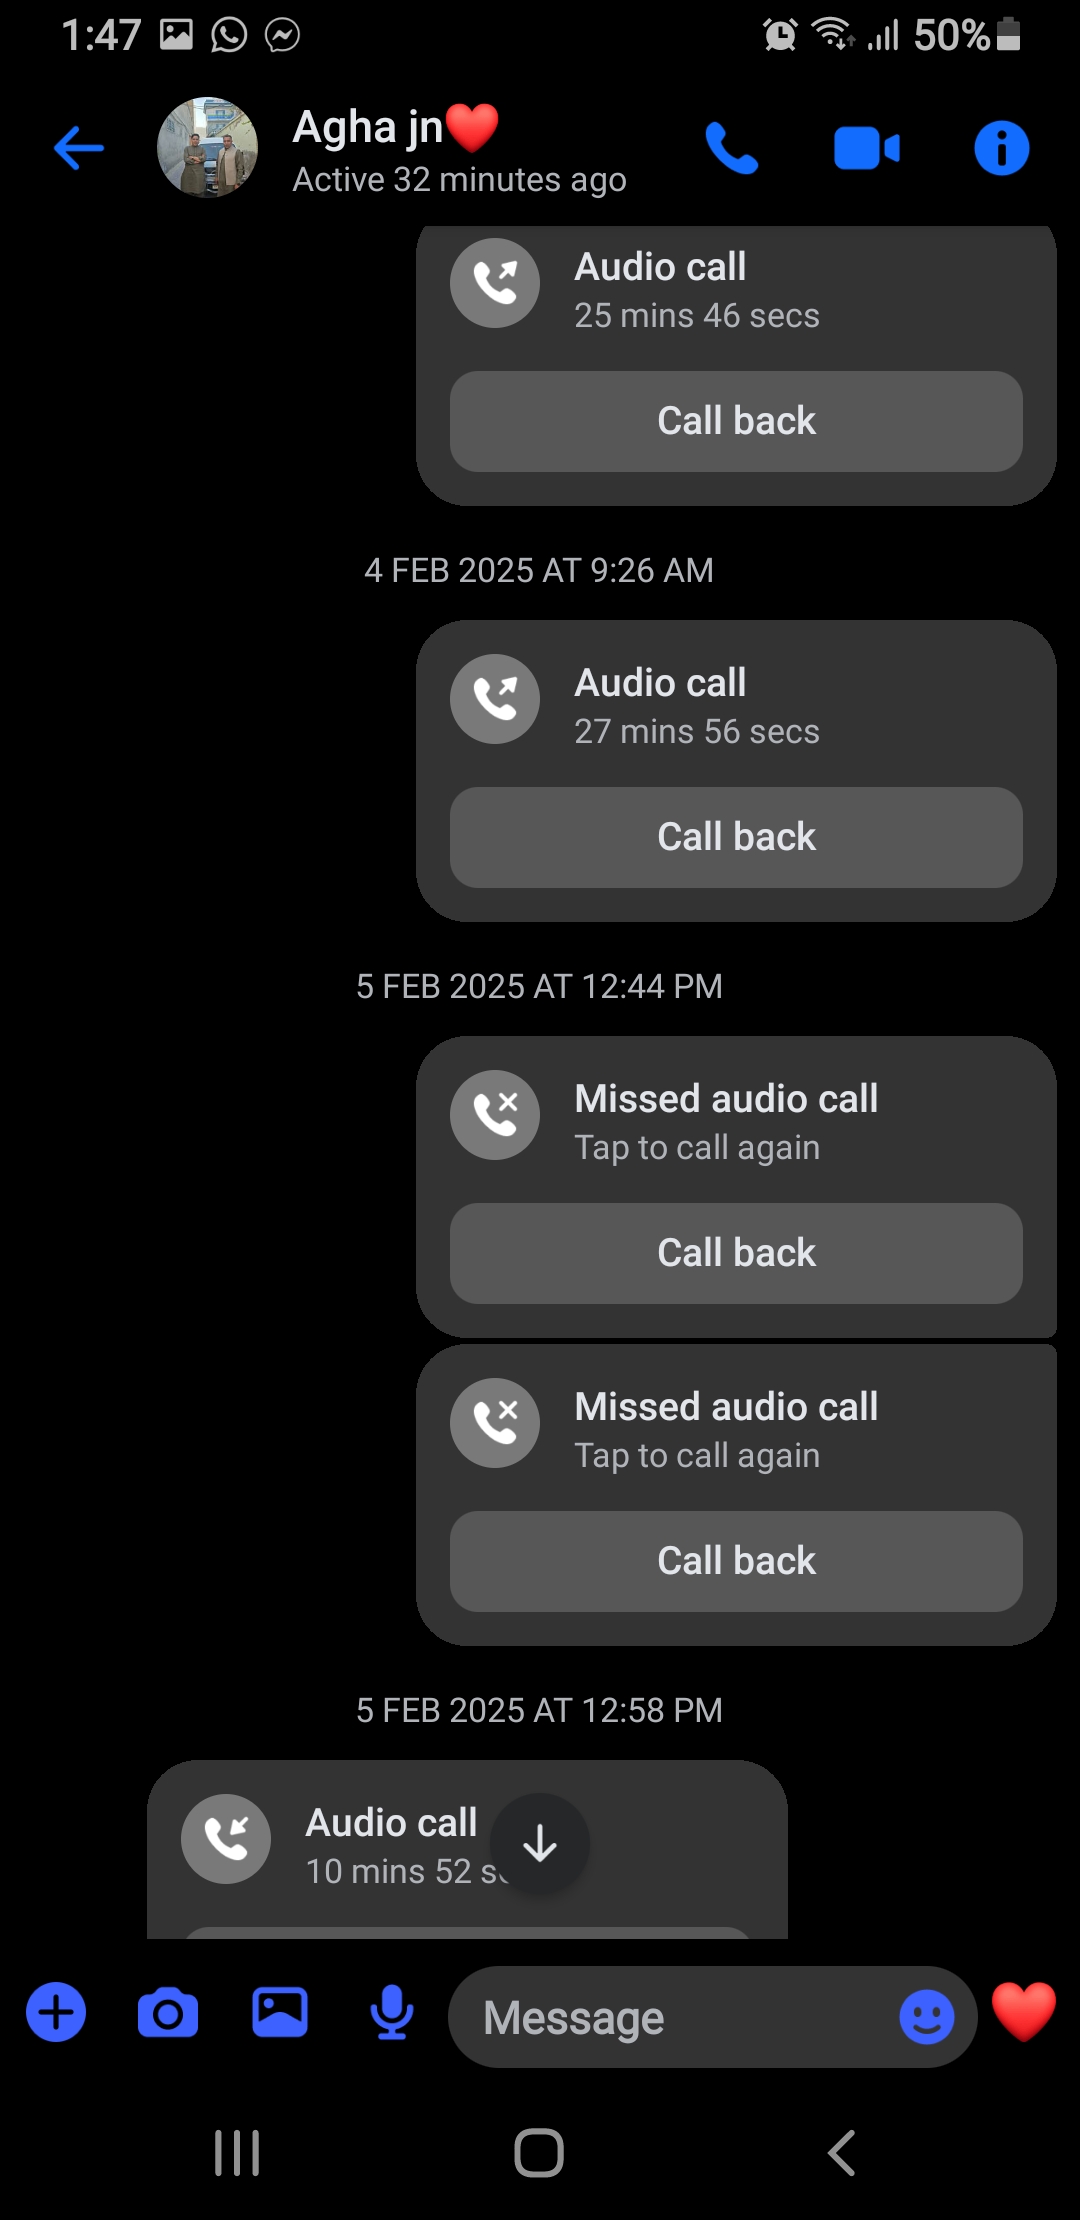 1:47 50%
Agha jn❤️
Active 32 minutes ago
Audio call
25 mins 46 secs
Call back
4 FEB 2025 AT 9:26 AM
Audio call
27 mins 56 secs
Call back
5 FEB 2025 AT 12:44 PM
Missed audio call
Tap to call again
Call back
Missed audio call
Tap to call again
Call back
5 FEB 2025 AT 12:58 PM
Audio call
10 mins 52
Message